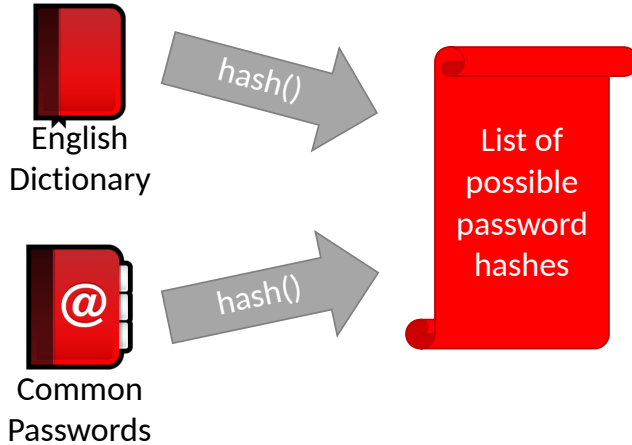 English
Dictionary
hash()
@
Common
Passwords
hash()
List of
possible
password
hashes